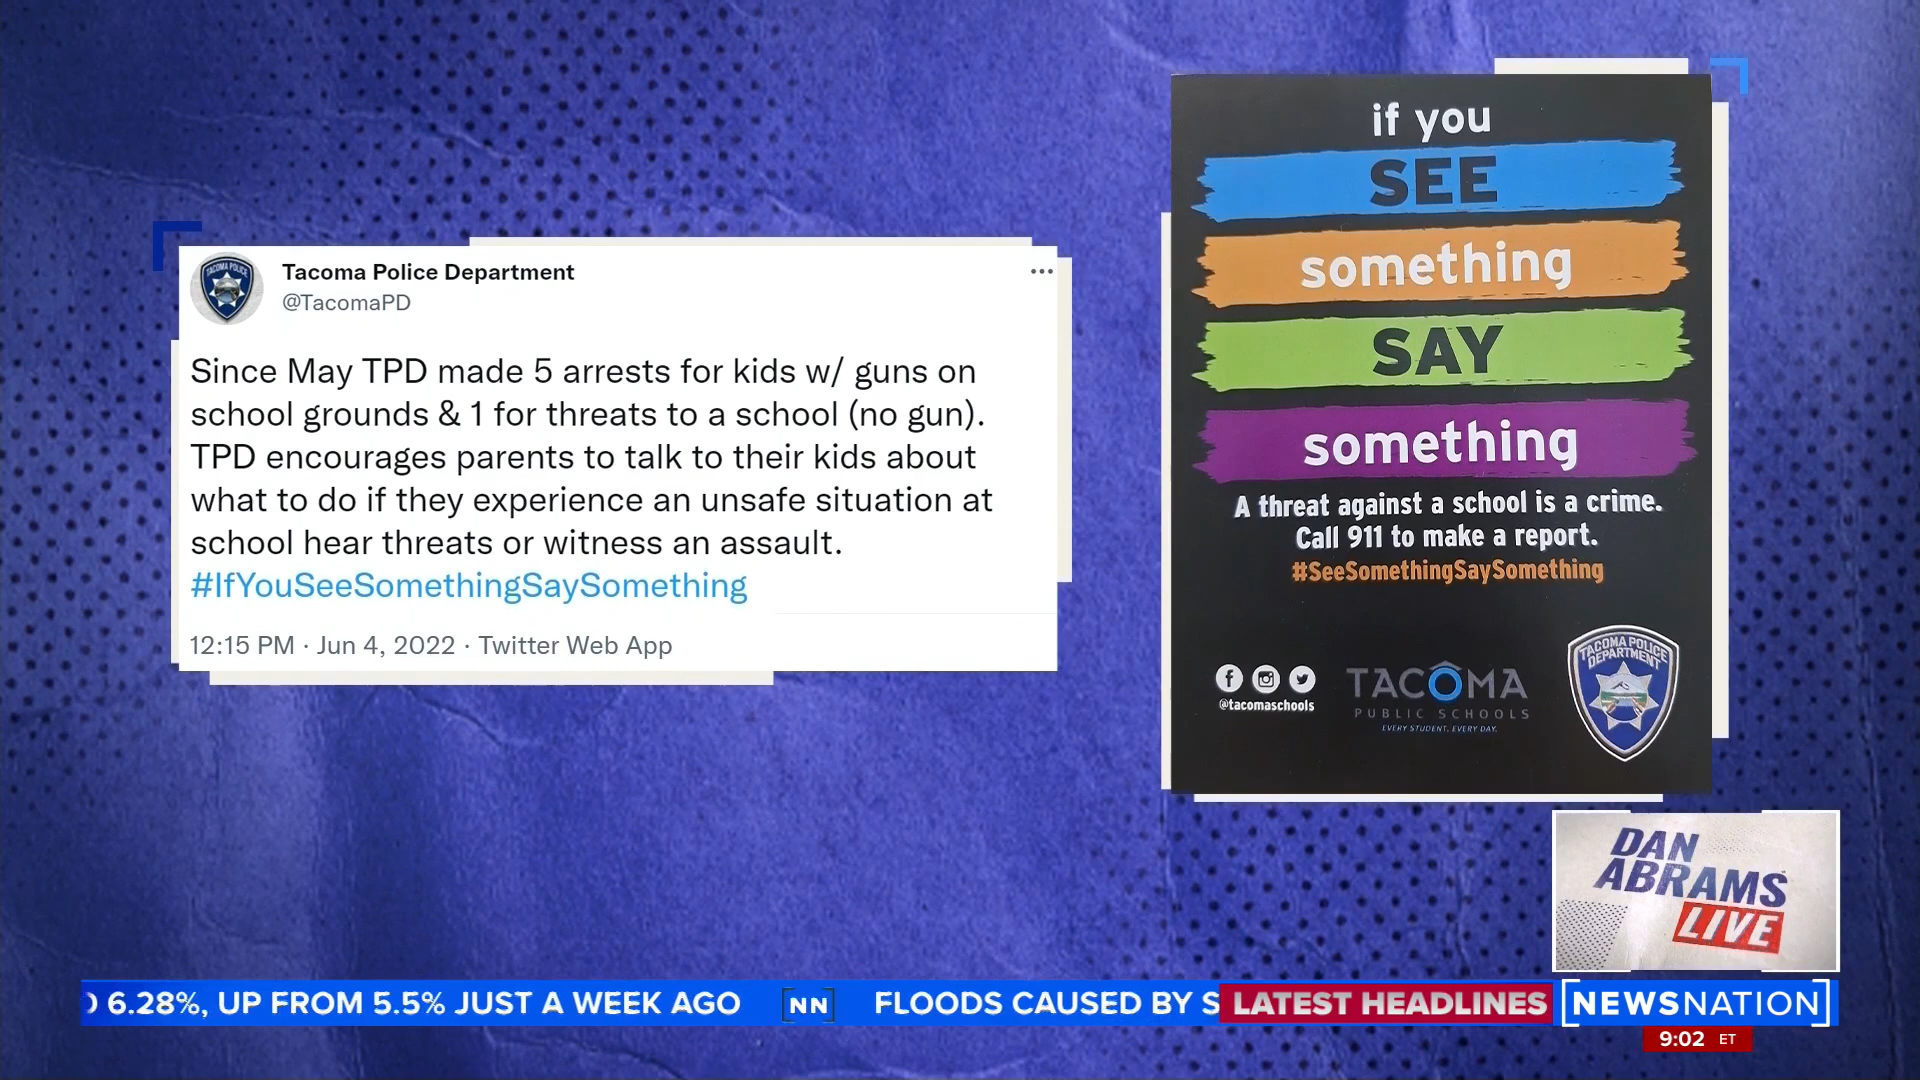 Tacoma Police Department
@TacomaPD
Since May TPD made 5 arrests for kids w/ guns on
school grounds & 1 for threats to a school (no gun).
TPD encourages parents to talk to their kids about
what to do if they experience an unsafe situation at
school hear threats or witness an assault.
#IfYouSeeSomethingSaySomething
12:15 PM · Jun 4, 2022 · Twitter Web App
if you
SEE
something
SAY
something
A threat against a school is a crime.
Call 911 to make a report.
#SeeSomethingSaySomething
@tacomaschools
TACOMA
PUBLIC SCHOOLS
EVERY STUDENT. EVERY DAY.
TACOMA POLICE
DEPARTMENT
DAN
ABRAMS
LIVE
6.28%, UP FROM 5.5% JUST A WEEK AGO [NN] FLOODS CAUSED BY S
LATEST HEADLINES
[NEWSNATION]
9:02 ET